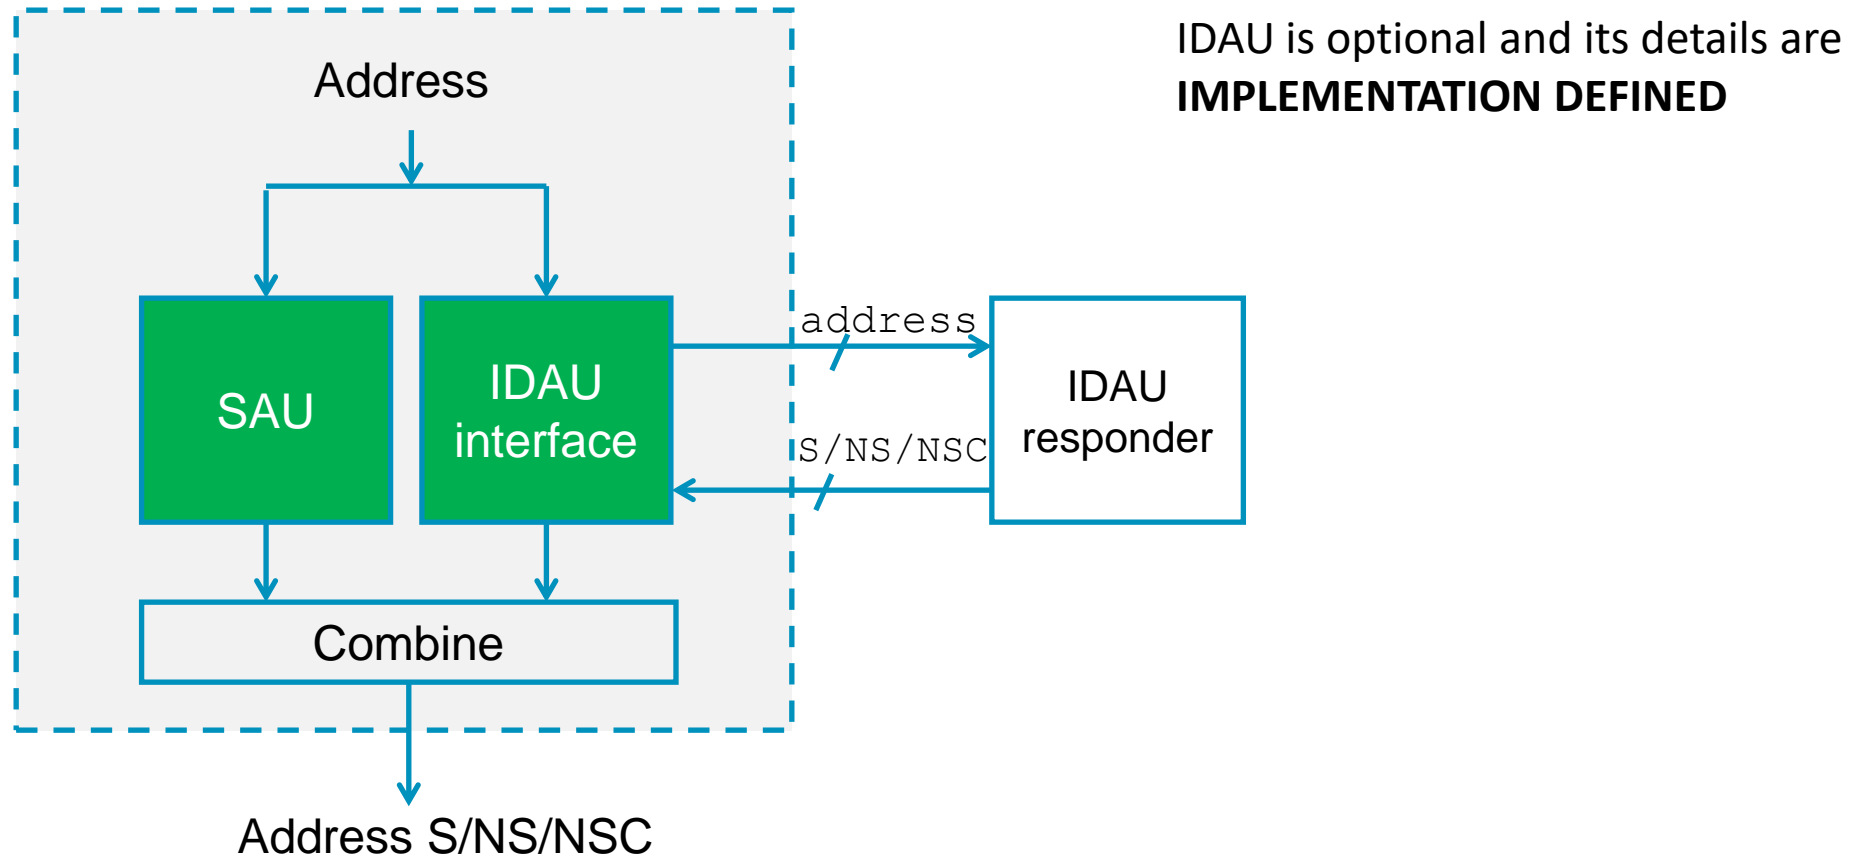 IDAU is optional and its details are
IMPLEMENTATION DEFINED
Address
address
SAU
IDAU
interface
S/NS/NSC
IDAU
responder
Combine
Address S/NS/NSC